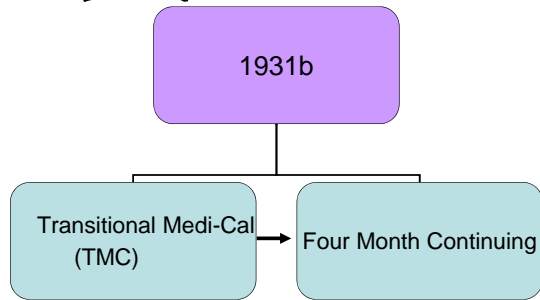 1931b
Transitional Medi-Cal
(TMC)
Four Month Continuing